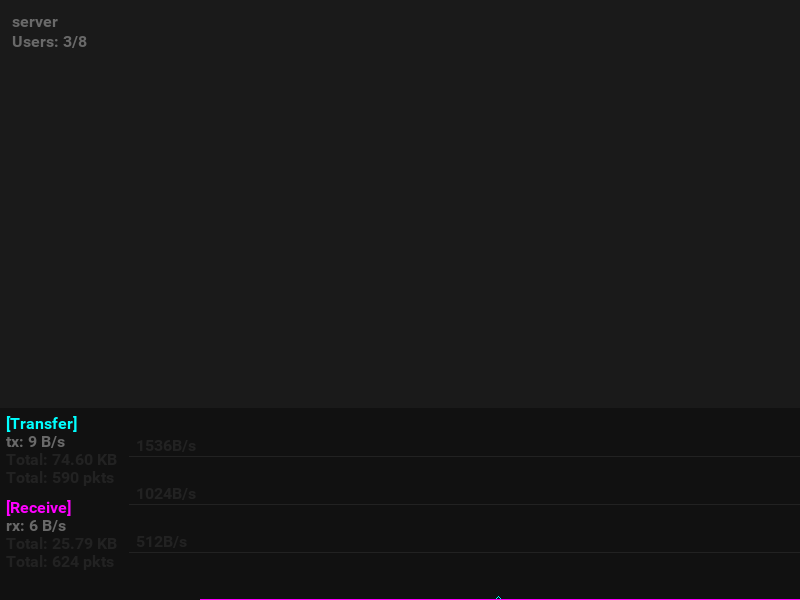 server
Users: 3/8
[Transfer]
tx: 9 B/s
Total: 74.60 KB
Total: 590 pkts
[Receive]
rx: 6 B/s
Total: 25.79 KB
Total: 624 pkts
1536B/s
1024B/s
512B/s